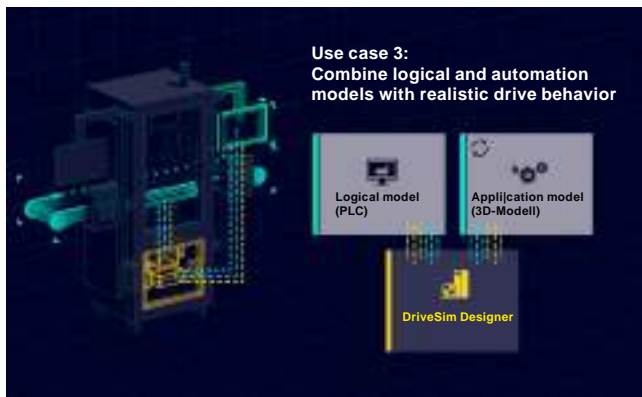 Use case 3:
Combine logical and automation
models with realistic drive behavior
Logical model
(PLC)
Appli|cation model
(3D-Modell)
DriveSim Designer